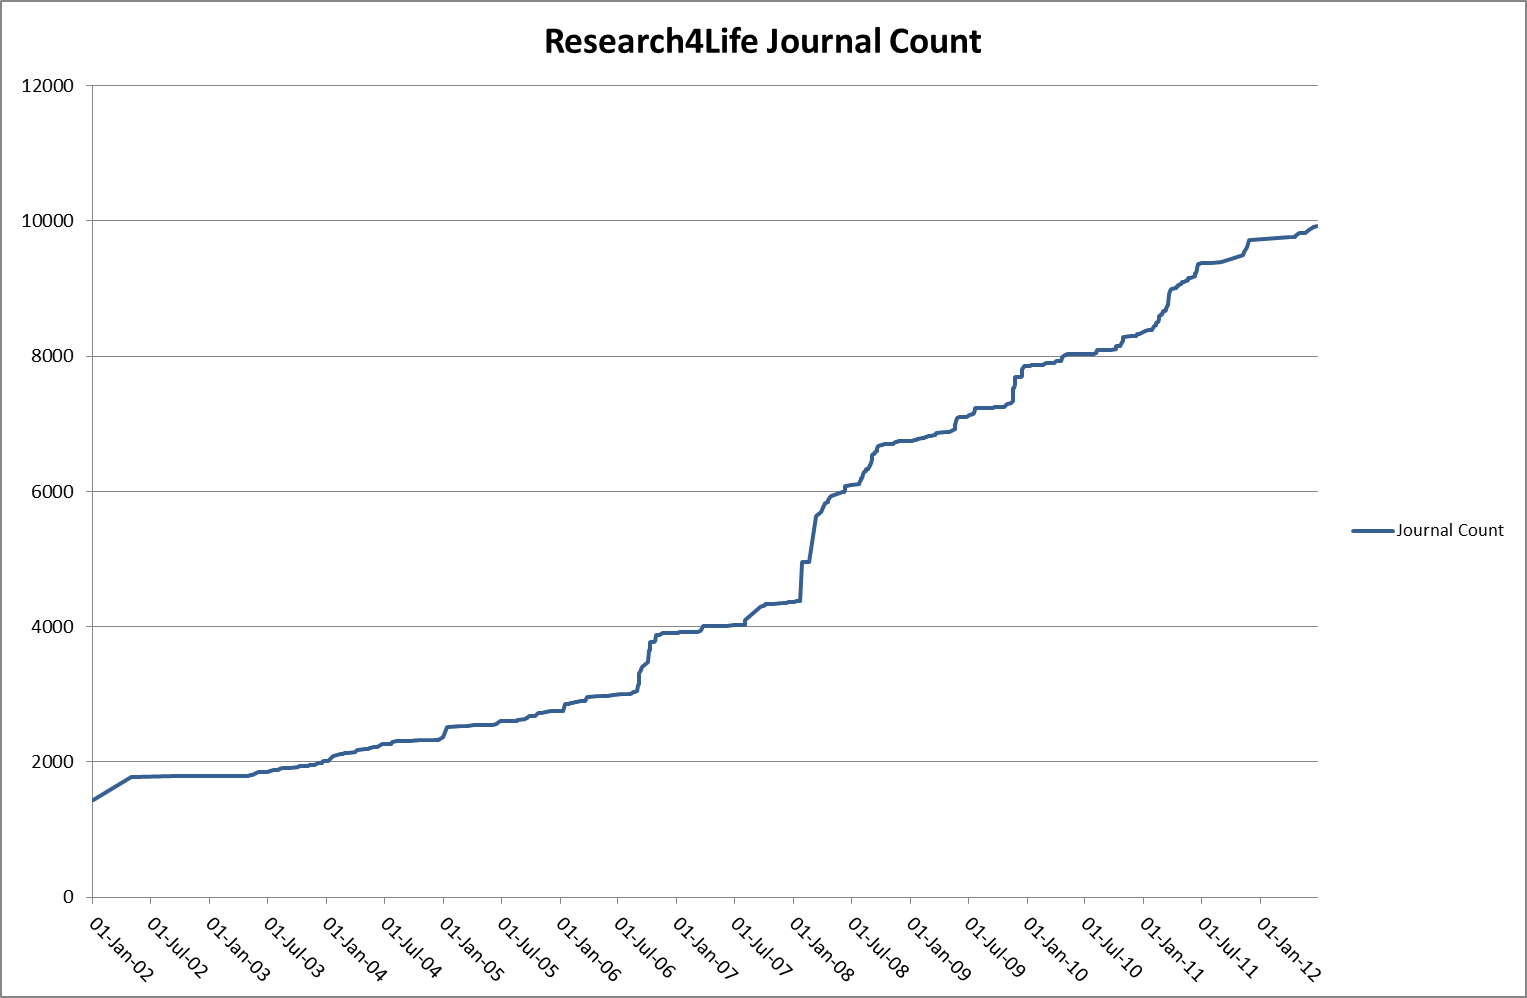 Research4Life Journal Count
12000
10000
8000
6000
4000
2000
0
Journal Count
01-Jan-02
01-Jul-02
01-Jan-03
01-Jul-03
01-Jan-04
01-Jul-04
01-Jan-05
01-Jul-05
01-Jan-06
01-Jul-06
01-Jan-07
01-Jul-07
01-Jan-08
01-Jul-08
01-Jan-09
01-Jul-09
01-Jan-10
01-Jul-10
01-Jan-11
01-Jul-11
01-Jan-12